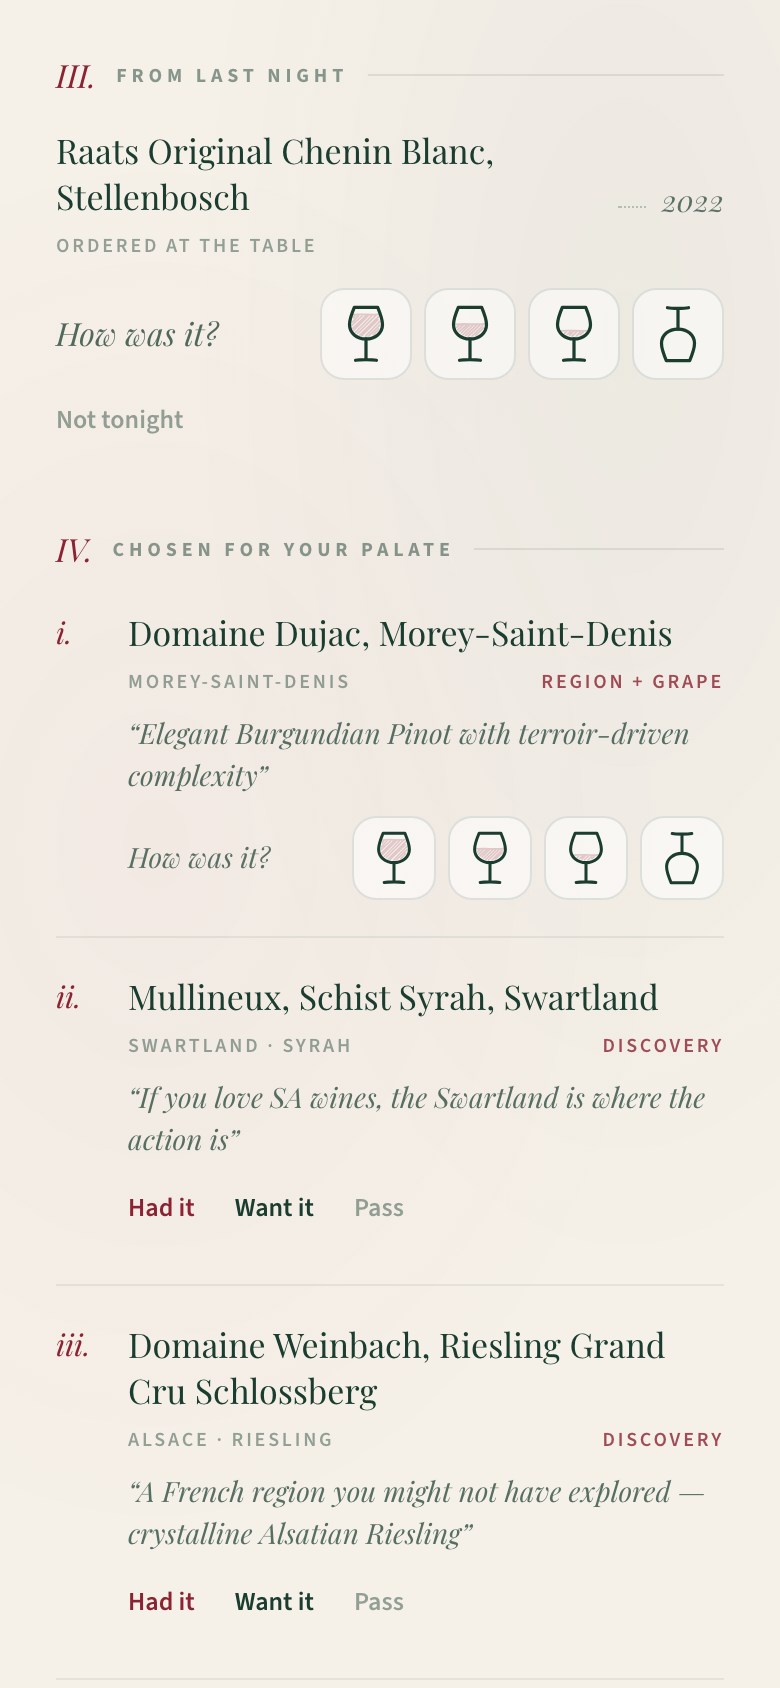 III. FROM LAST NIGHT
Raats Original Chenin Blanc,
Stellenbosch 2022
ORDERED AT THE TABLE
How was it?
Not tonight
IV. CHOSEN FOR YOUR PALATE
i. Domaine Dujac, Morey-Saint-Denis
MOREY-SAINT-DENIS REGION + GRAPE
“Elegant Burgundian Pinot with terroir-driven
complexity”
How was it?
ii. Mullineux, Schist Syrah, Swartland
SWARTLAND · SYRAH DISCOVERY
“If you love SA wines, the Swartland is where the
action is”
Had it Want it Pass
iii. Domaine Weinbach, Riesling Grand
Cru Schlossberg
ALSACE · RIESLING DISCOVERY
“A French region you might not have explored —
crystalline Alsatian Riesling”
Had it Want it Pass